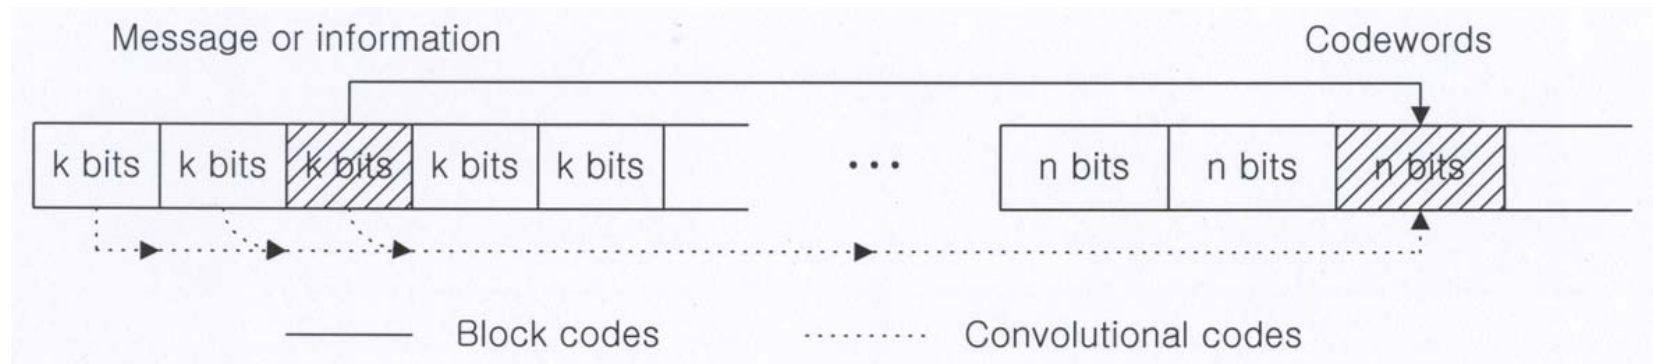 Message or information Codewords
k bits k bits k bits k bits k bits ••• n bits n bits n bits
Block codes Convolutional codes